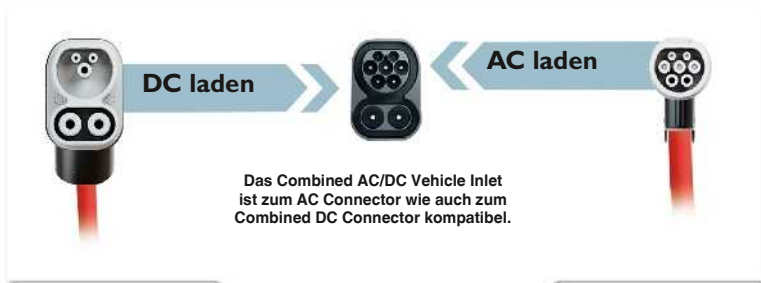 DC laden
AC laden
Das Combined AC/DC Vehicle Inlet
ist zum AC Connector wie auch zum
Combined DC Connector kompatibel.